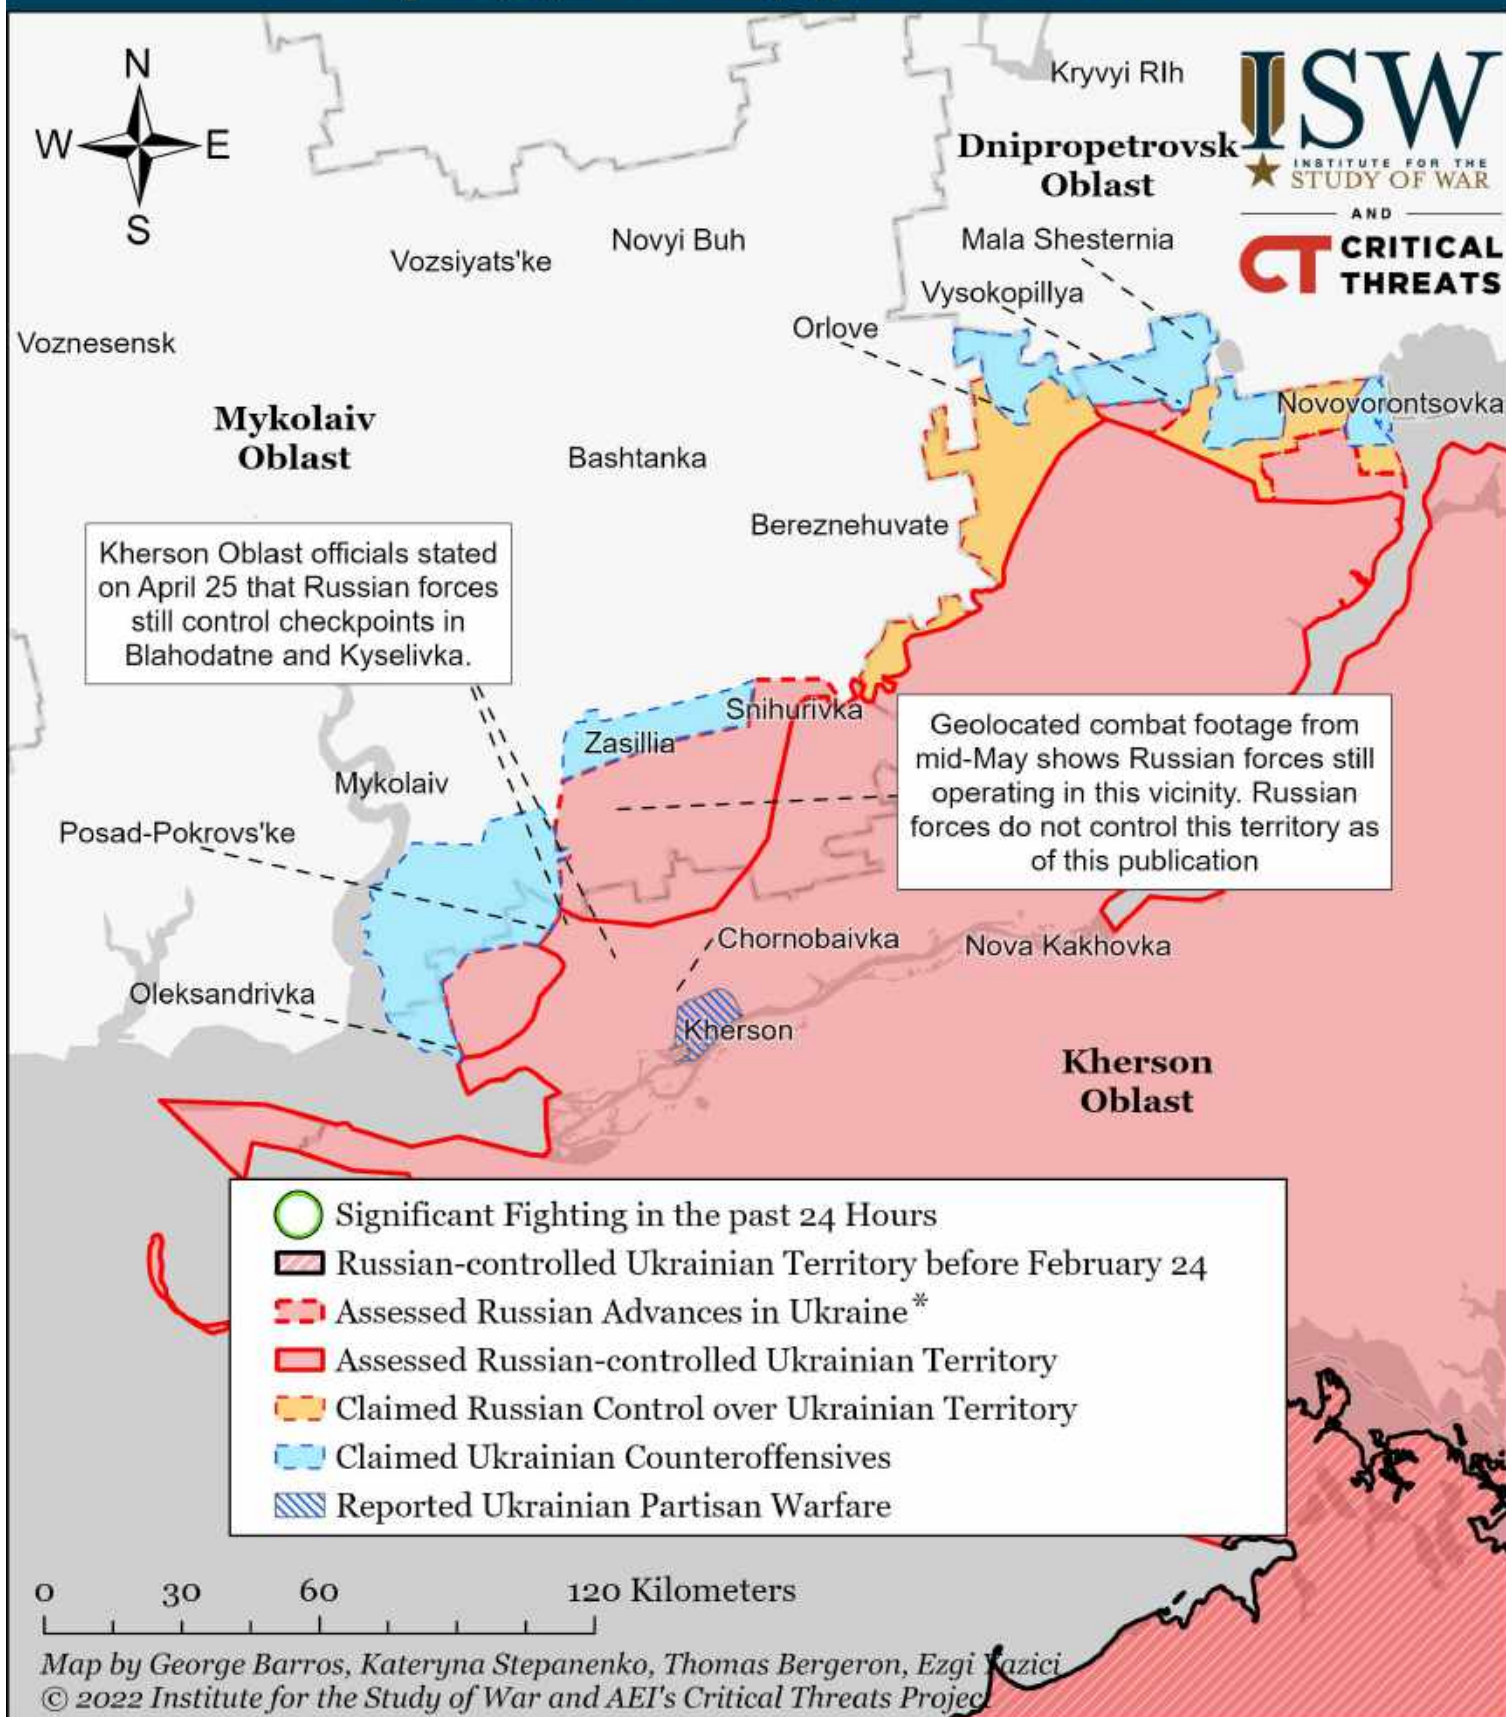 N
W E
S
Kryvyi RIh
ISW
INSTITUTE FOR THE
STUDY OF WAR
AND
CT CRITICAL
THREATS
Dnipropetrovsk
Oblast
Mala Shesternia
Novyi Buh
Vozsiyats'ke
Vysokopillya
Orlove
Voznesensk
Novovorontsovka
Mykolaiv
Oblast
Bashtanka
Bereznehuvate
Kherson Oblast officials stated
on April 25 that Russian forces
still control checkpoints in
Blahodatne and Kyselivka.
Snihurivka
Zasillia
Geolocated combat footage from
mid-May shows Russian forces still
operating in this vicinity. Russian
forces do not control this territory as
of this publication
Mykolaiv
Posad-Pokrovs'ke
Chornobaivka
Nova Kakhovka
Oleksandrivka
Kherson
Kherson
Oblast
Significant Fighting in the past 24 Hours
Russian-controlled Ukrainian Territory before February 24
Assessed Russian Advances in Ukraine*
Assessed Russian-controlled Ukrainian Territory
Claimed Russian Control over Ukrainian Territory
Claimed Ukrainian Counteroffensives
Reported Ukrainian Partisan Warfare
0 30 60 120 Kilometers
Map by George Barros, Kateryna Stepanenko, Thomas Bergeron, Ezgi Yazici
© 2022 Institute for the Study of War and AEI's Critical Threats Project